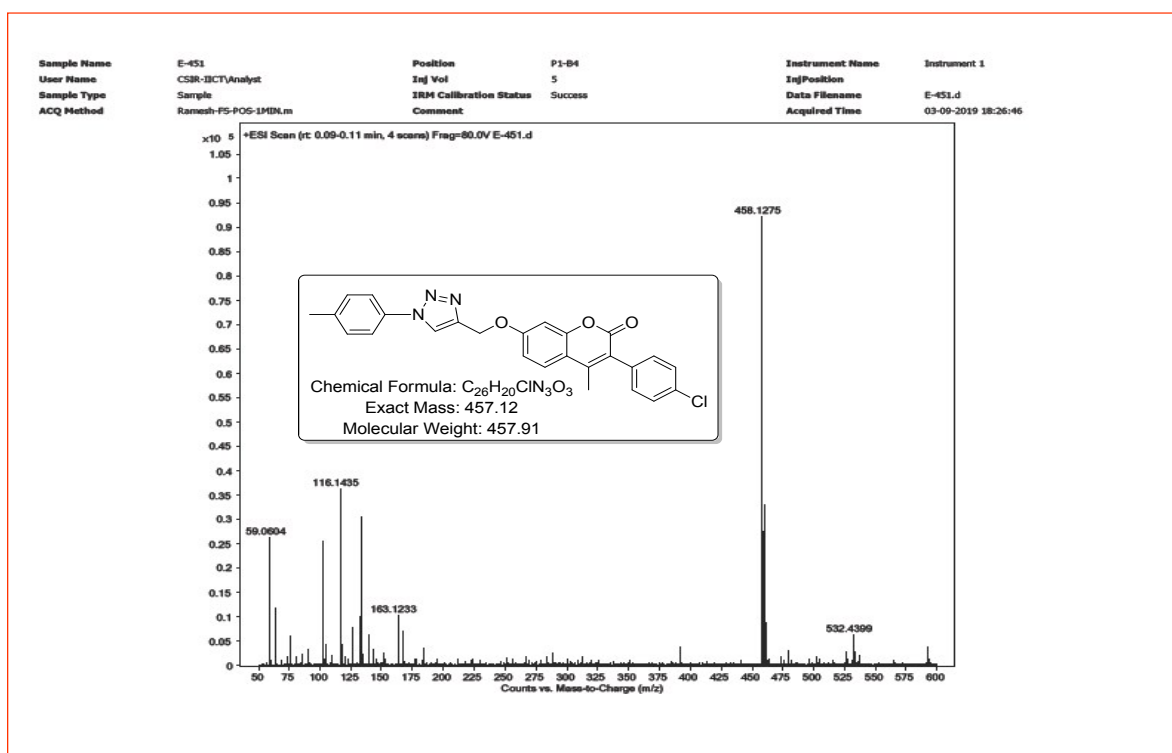 Sample Name E-451 Position P1-B4 Instrument Name Instrument 1
User Name CSIR-IICT\Analyst Inj Vol 5 InjPosition
Sample Type Sample IRM Calibration Status Success Data Filename E-451.d
ACQ Method Ramesh-FS-POS-1MIN.m Comment Acquired Time 03-09-2019 18:26:46
x10 5 +ESI Scan (rt: 0.09-0.11 min, 4 scans) Frag=80.0V E-451.d
1.05
1
0.95
458.1275
0.9
0.85
0.8
0.75
N N N
O O O
0.7
N
0.65
0.6
Chemical Formula: C26H20ClN3O3
Cl
0.55
Exact Mass: 457.12
0.5
Molecular Weight: 457.91
0.45
0.4
116.1435
0.35
0.3
59.0604
0.25
0.2
0.15
163.1233
0.1
532.4399
0.05
0
50 75 100 125 150 175 200 225 250 275 300 325 350 375 400 425 450 475 500 525 550 575 600
Counts vs. Mass-to-Charge (m/z)